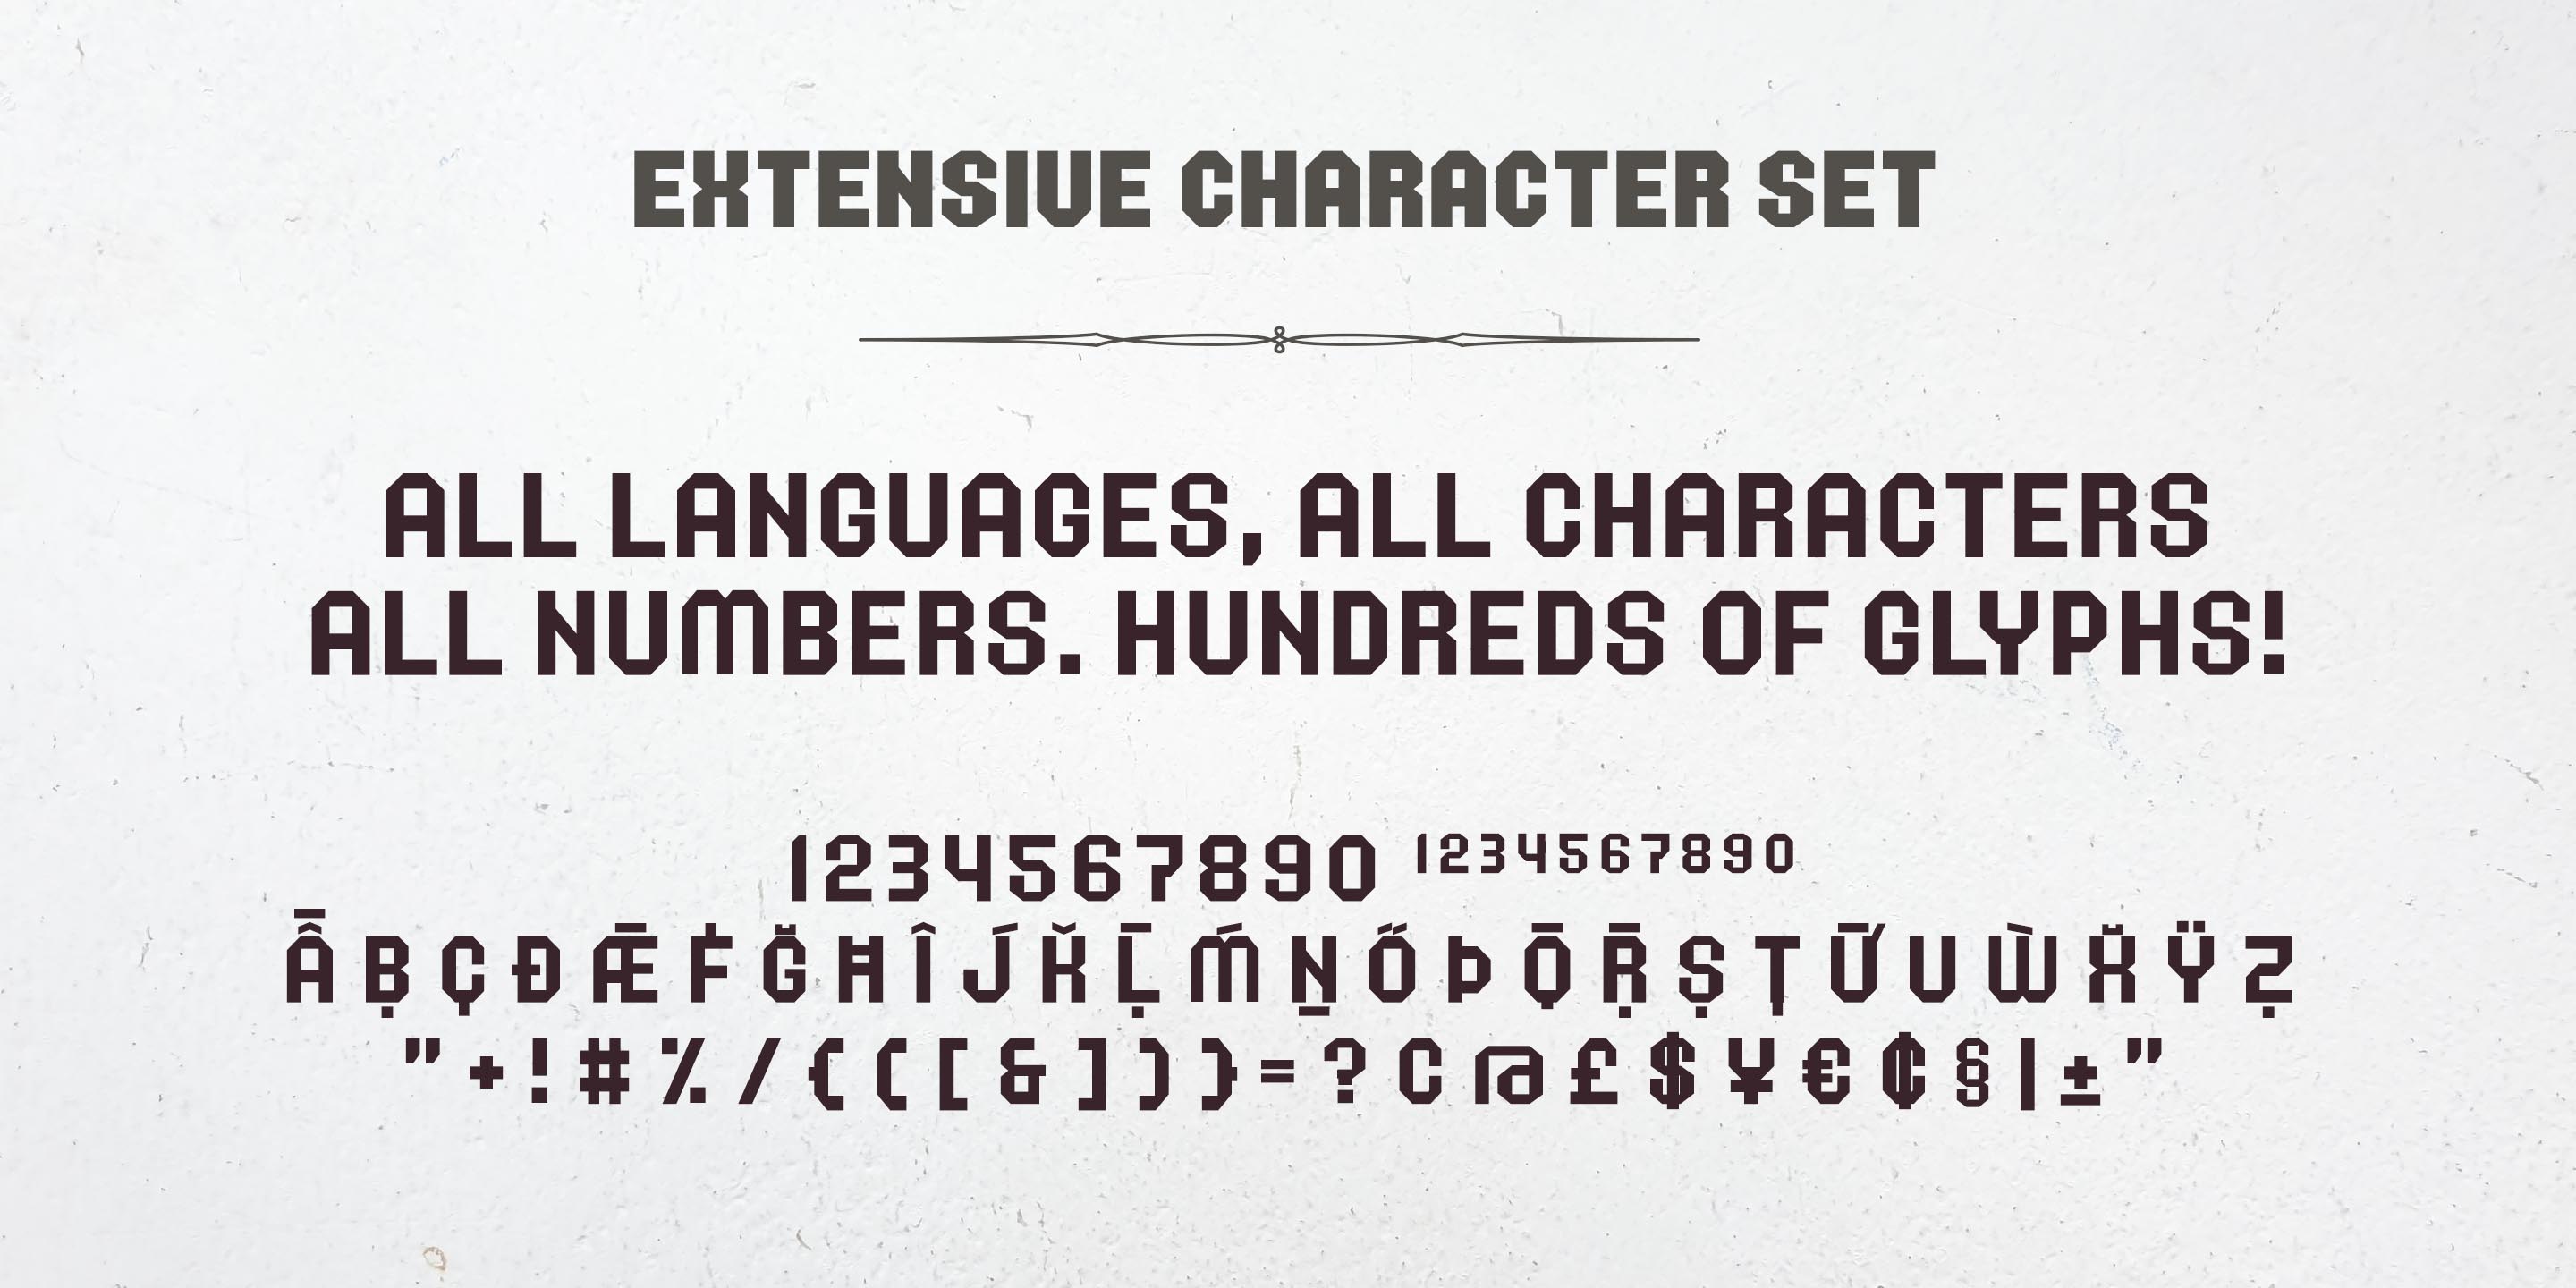 EXTENSIVE CHARACTER SET
ALL LANGUAGES, ALL CHARACTERS
ALL NUMBERS. HUNDREDS OF GLYPHS!
1234567890 ¹²³⁴⁵⁶⁷⁸⁹⁰
Â̄ Ḅ Ç Đ Ǣ Ḟ Ğ Ħ Î J́ Ǩ Ḹ Ḿ Ṉ Ő Þ Ǭ Ṝ Ṣ Ț Ū́ U Ẁ Ẍ Ÿ Ẓ
" + ! # ⁒ / { ( [ & ] ) } = ? C @ £ $ ¥ € ₵ § | ± "